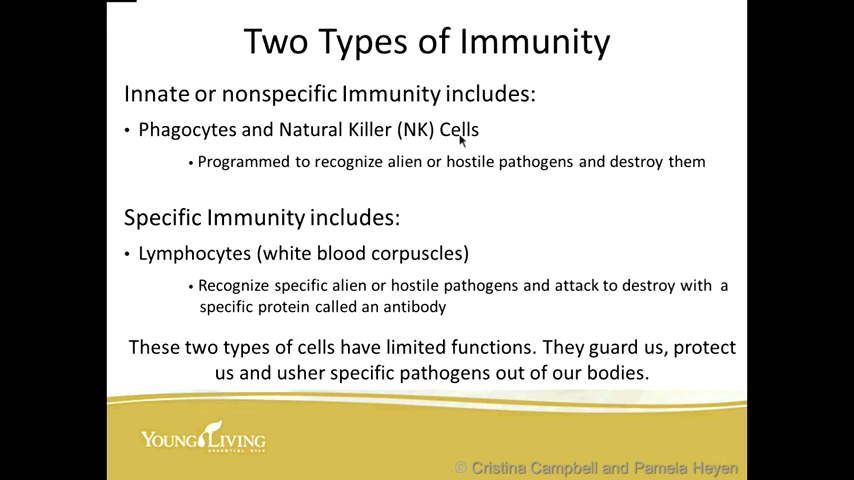 Two Types of Immunity
Innate or nonspecific Immunity includes:
• Phagocytes and Natural Killer (NK) Cells
• Programmed to recognize alien or hostile pathogens and destroy them
Specific Immunity includes:
• Lymphocytes (white blood corpuscles)
• Recognize specific alien or hostile pathogens and attack to destroy with a
specific protein called an antibody
These two types of cells have limited functions. They guard us, protect
us and usher specific pathogens out of our bodies.
YOUNG LIVING
ESSENTIAL OILS
© Cristina Campbell and Pamela Heyen